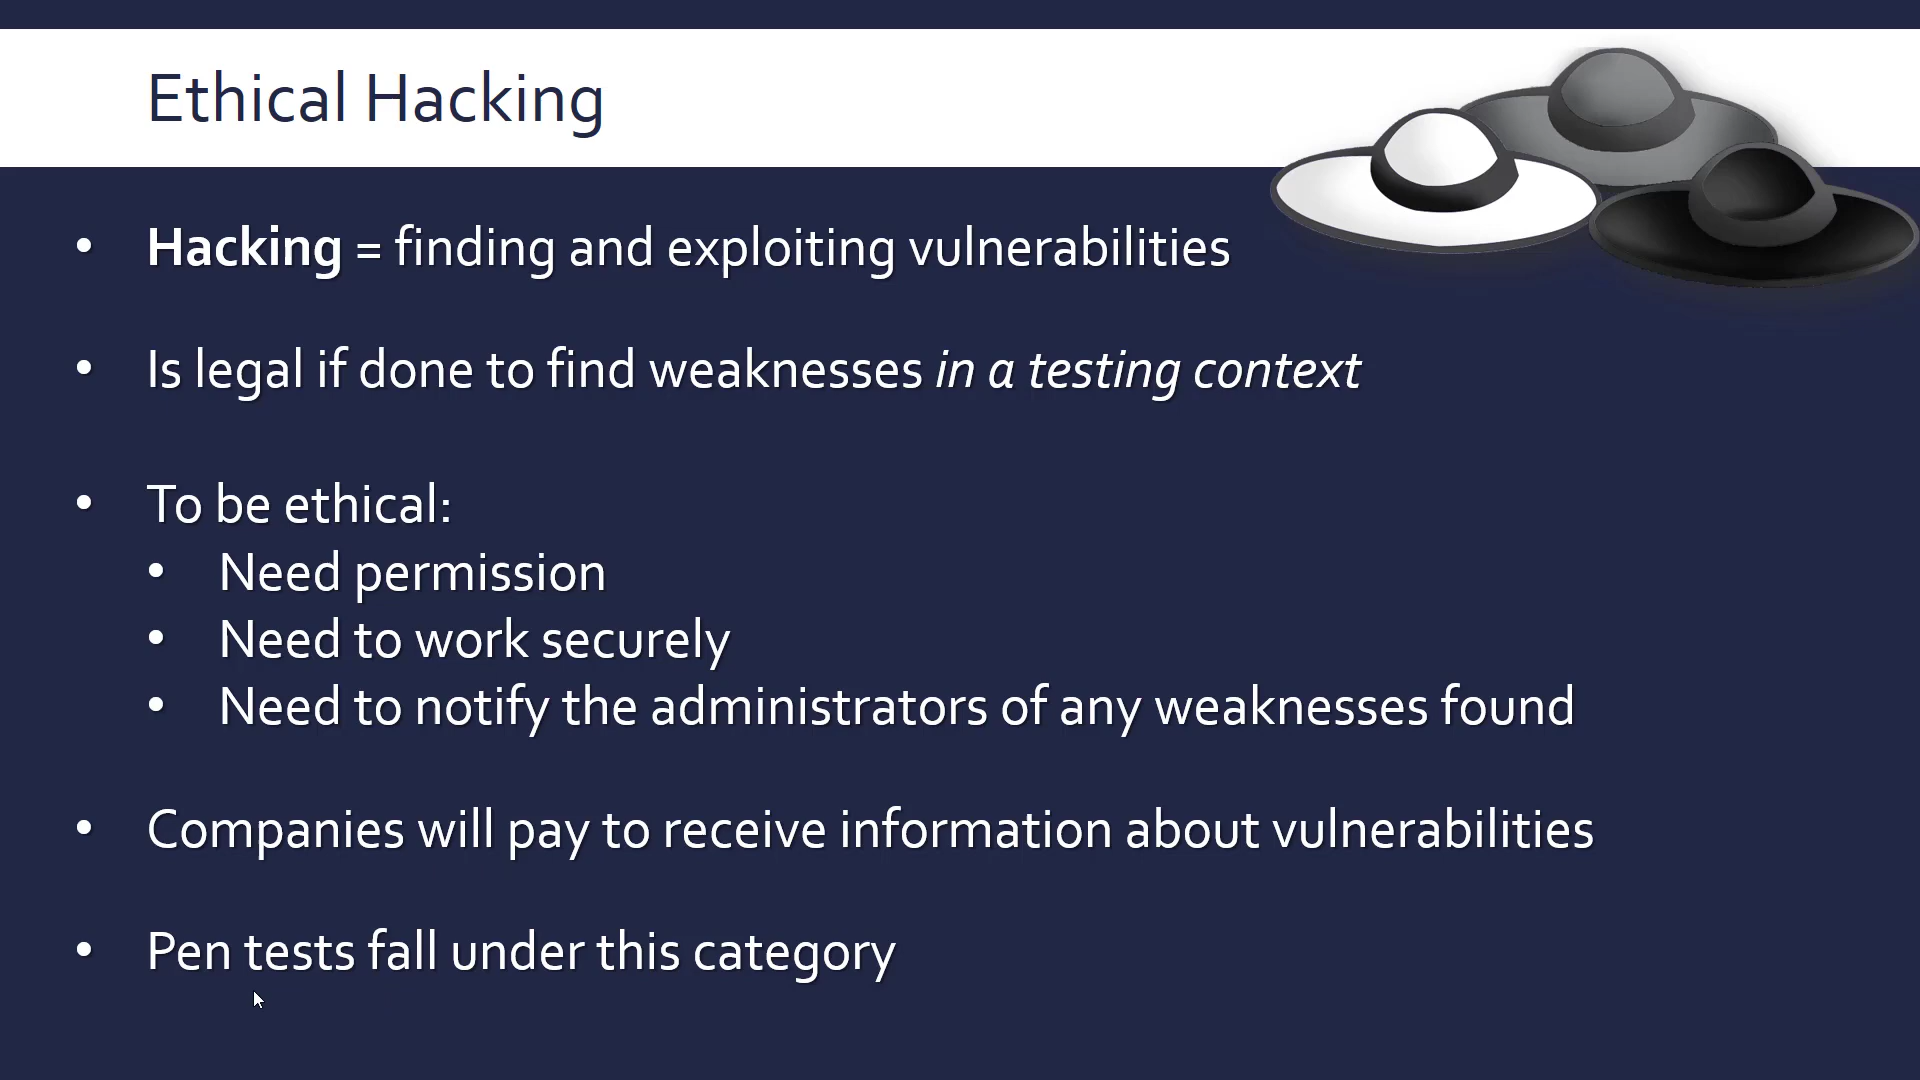 Ethical Hacking
• Hacking = finding and exploiting vulnerabilities
• Is legal if done to find weaknesses in a testing context
• To be ethical:
• Need permission
• Need to work securely
• Need to notify the administrators of any weaknesses found
• Companies will pay to receive information about vulnerabilities
• Pen tests fall under this category